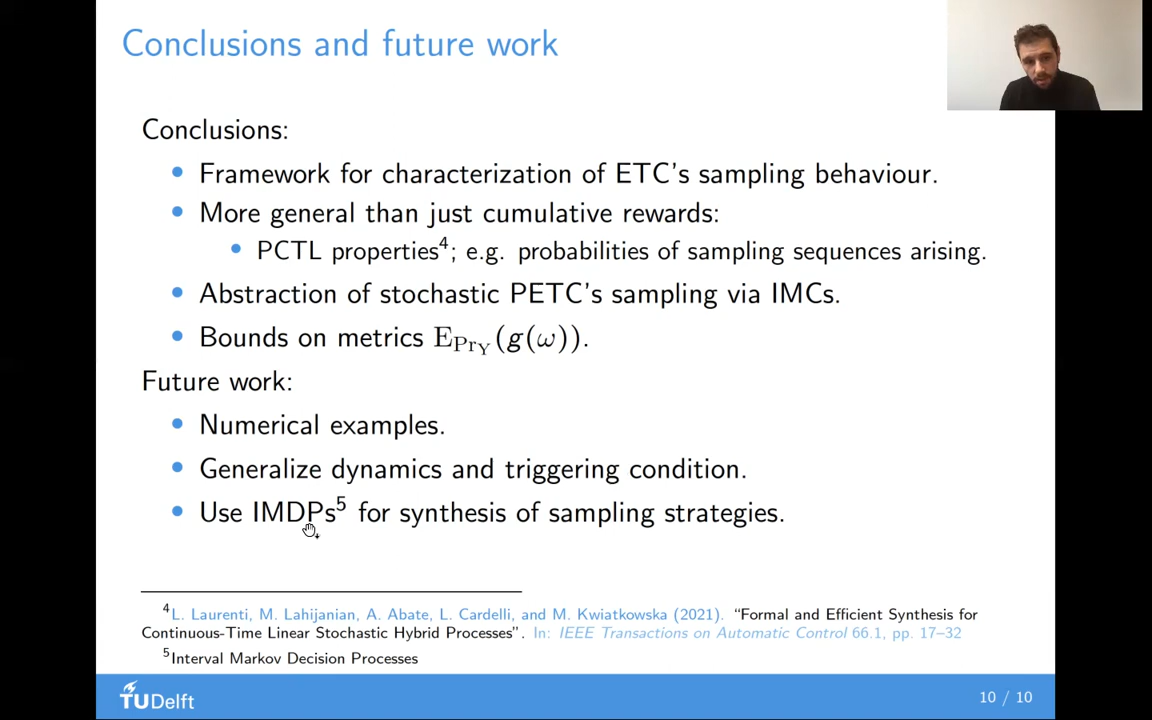 Conclusions and future work
Conclusions:
• Framework for characterization of ETC's sampling behaviour.
• More general than just cumulative rewards:
• PCTL properties⁴; e.g. probabilities of sampling sequences arising.
• Abstraction of stochastic PETC's sampling via IMCs.
• Bounds on metrics E_{Pr_Y}(g(ω)).
Future work:
• Numerical examples.
• Generalize dynamics and triggering condition.
• Use IMDPs⁵ for synthesis of sampling strategies.
⁴L. Laurenti, M. Lahijanian, A. Abate, L. Cardelli, and M. Kwiatkowska (2021). “Formal and Efficient Synthesis for
Continuous-Time Linear Stochastic Hybrid Processes”. In: IEEE Transactions on Automatic Control 66.1, pp. 17–32
⁵Interval Markov Decision Processes
TUDelft
10 / 10